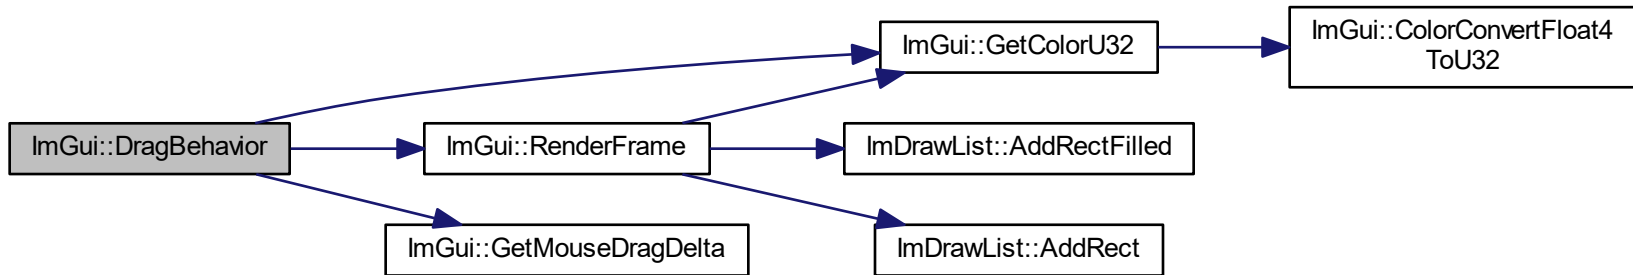 ImGui::DragBehavior
ImGui::GetColorU32
ImGui::ColorConvertFloat4
ToU32
ImGui::RenderFrame
ImDrawList::AddRectFilled
ImDrawList::AddRect
ImGui::GetMouseDragDelta